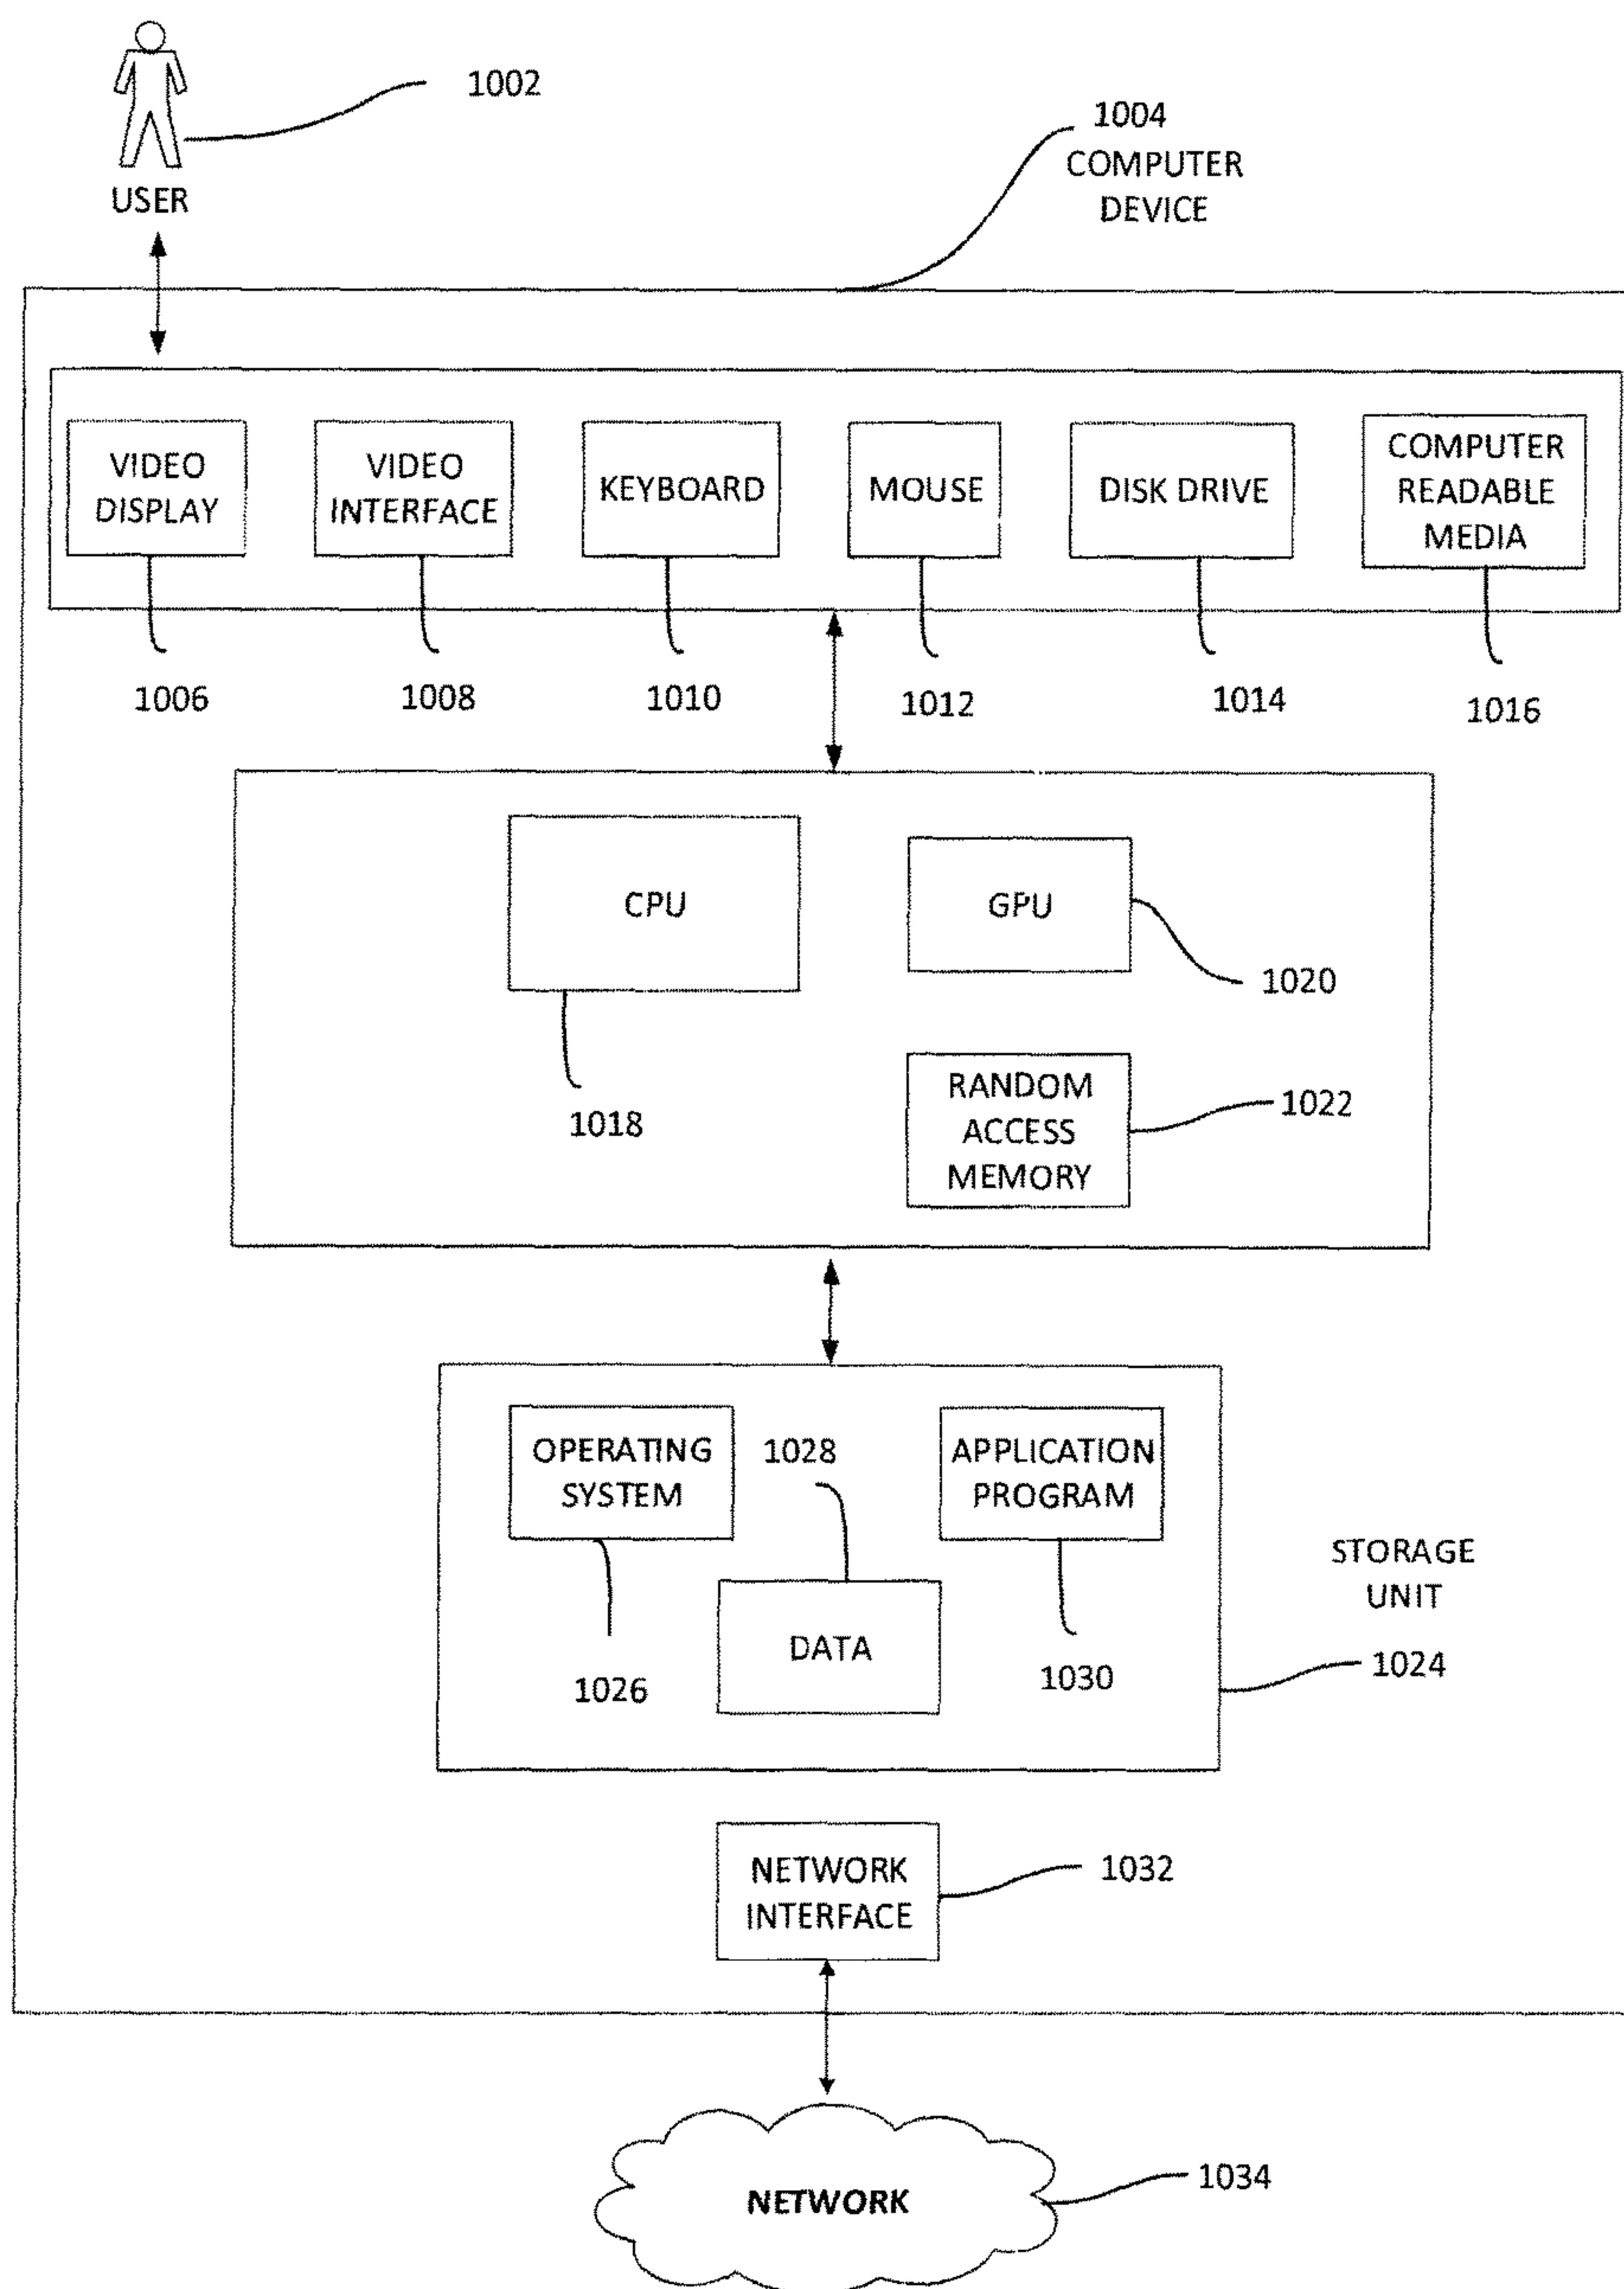 1002
USER
1004
COMPUTER
DEVICE
VIDEO
DISPLAY
VIDEO
INTERFACE
KEYBOARD
MOUSE
DISK DRIVE
COMPUTER
READABLE
MEDIA
1006
1008
1010
1012
1014
1016
CPU
GPU
1020
1018
RANDOM
ACCESS
MEMORY
1022
OPERATING
SYSTEM
1028
APPLICATION
PROGRAM
STORAGE
UNIT
1024
DATA
1026
1030
NETWORK
INTERFACE
1032
NETWORK
1034